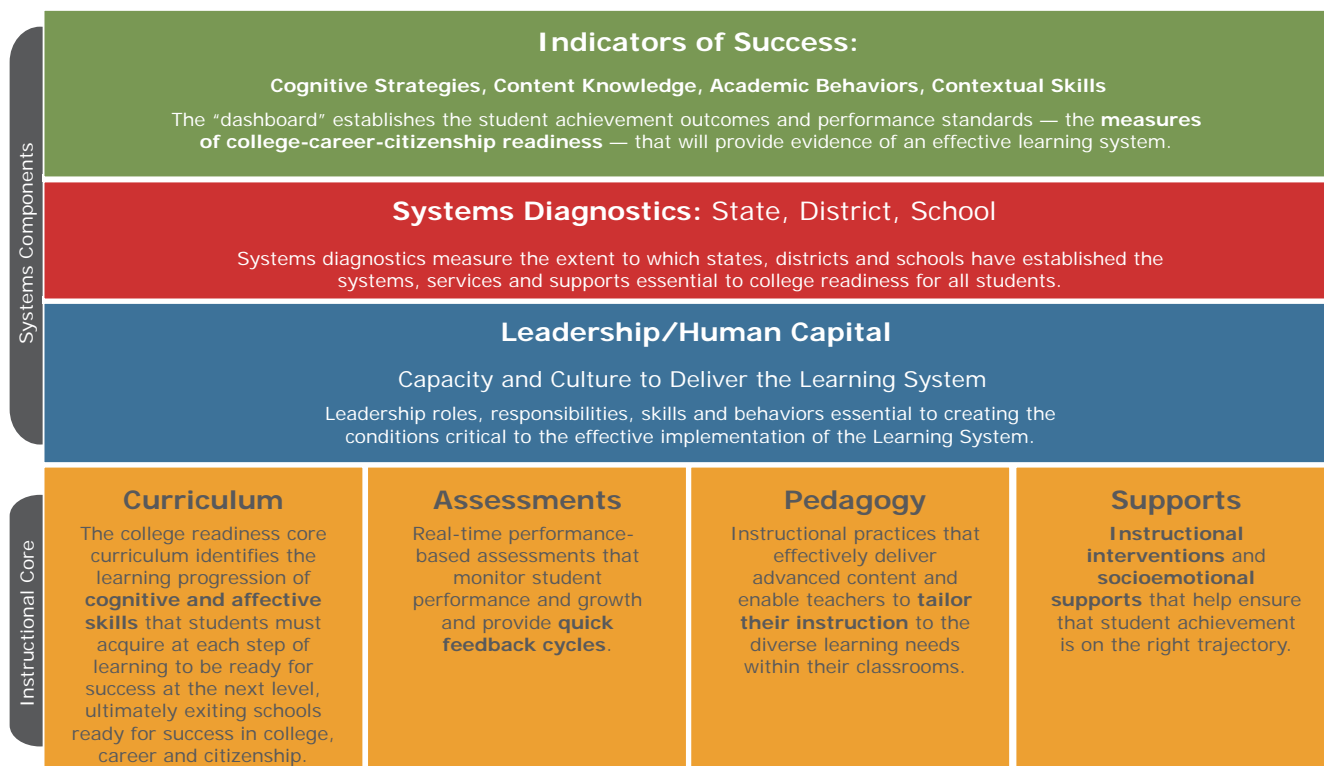 Systems Components
Indicators of Success:
Cognitive Strategies, Content Knowledge, Academic Behaviors, Contextual Skills
The “dashboard” establishes the student achievement outcomes and performance standards — the measures
of college-career-citizenship readiness — that will provide evidence of an effective learning system.
Systems Diagnostics: State, District, School
Systems diagnostics measure the extent to which states, districts and schools have established the
systems, services and supports essential to college readiness for all students.
Leadership/Human Capital
Capacity and Culture to Deliver the Learning System
Leadership roles, responsibilities, skills and behaviors essential to creating the
conditions critical to the effective implementation of the Learning System.
Instructional Core
Curriculum
The college readiness core
curriculum identifies the
learning progression of
cognitive and affective
skills that students must
acquire at each step of
learning to be ready for
success at the next level,
ultimately exiting schools
ready for success in college,
career and citizenship.
Assessments
Real-time performance-
based assessments that
monitor student
performance and growth
and provide quick
feedback cycles.
Pedagogy
Instructional practices that
effectively deliver
advanced content and
enable teachers to tailor
their instruction to the
diverse learning needs
within their classrooms.
Supports
Instructional
interventions and
socioemotional
supports that help ensure
that student achievement
is on the right trajectory.